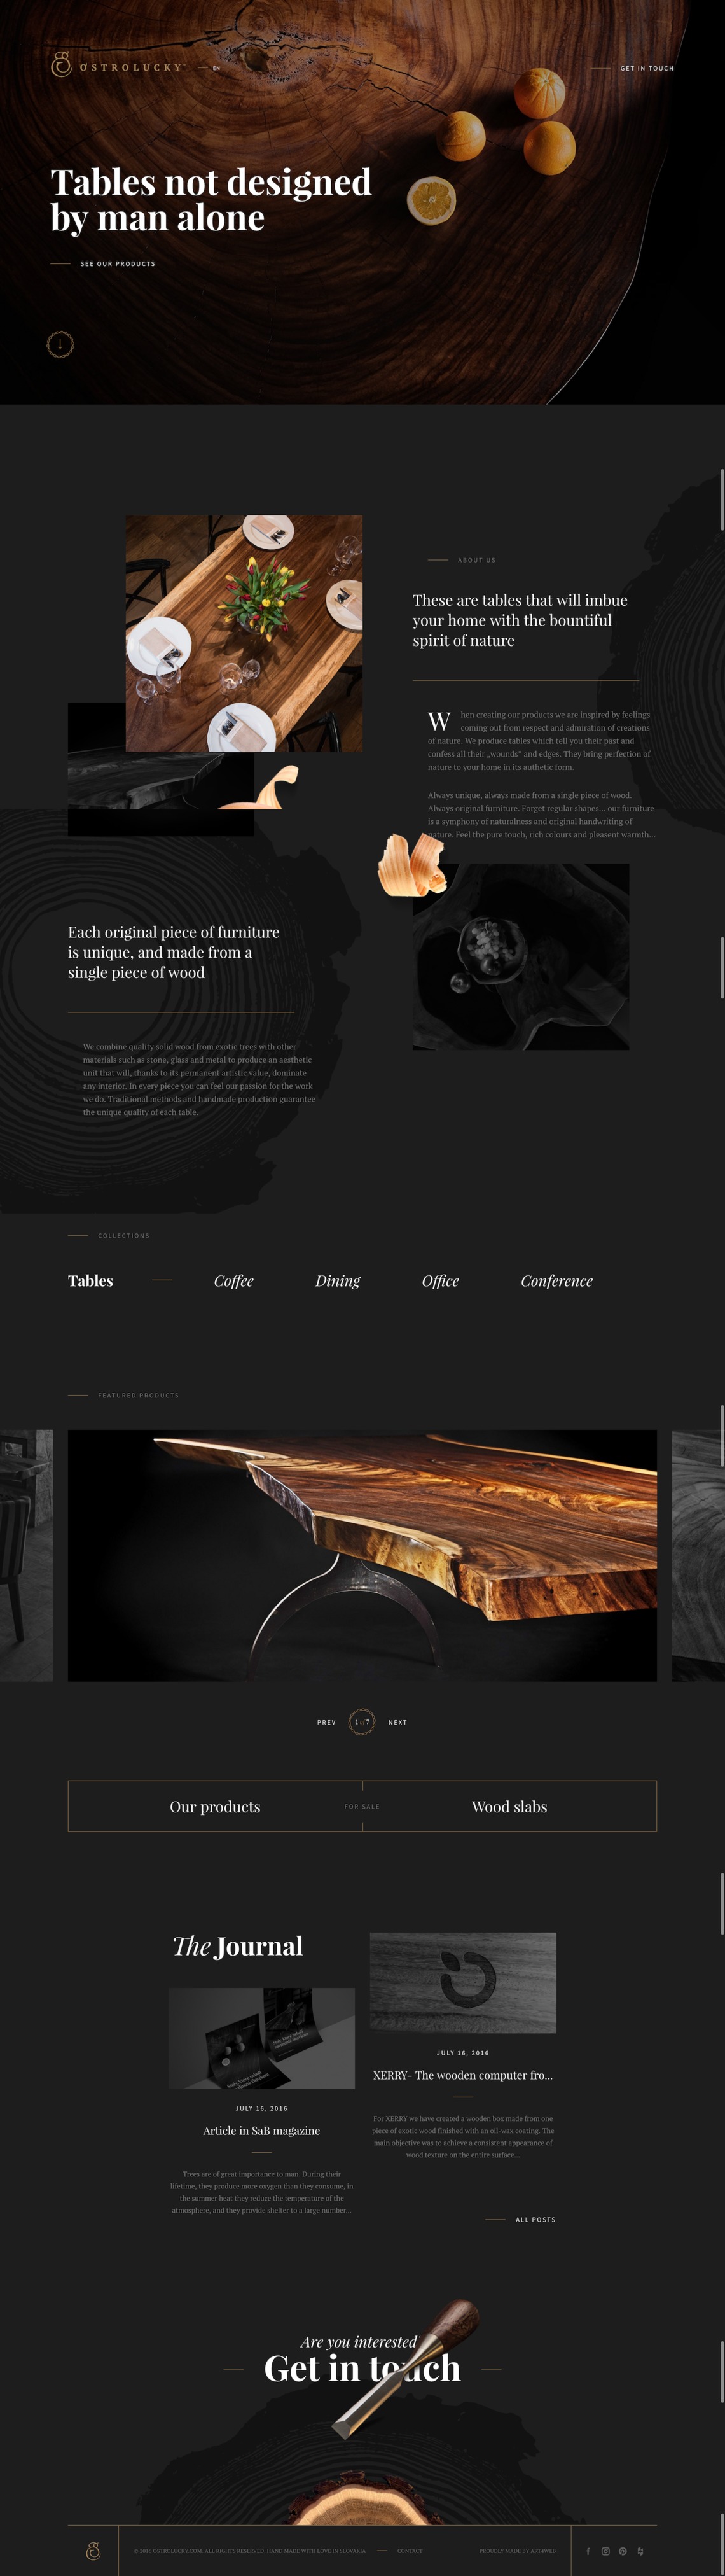 OSTROLUCKY
EN
GET IN TOUCH
Tables not designed
by man alone
SEE OUR PRODUCTS
ABOUT US
These are tables that will imbue
your home with the bountiful
spirit of nature
When creating our products we are inspired by feelings
coming out from respect and admiration of creations
of nature. We produce tables which tell you their past and
confess all their „wounds” and edges. They bring perfection of
nature to your home in its authetic form.
Always unique, always made from a single piece of wood.
Always original furniture. Forget regular shapes... our furniture
is a symphony of naturalness and original handwriting of
nature. Feel the pure touch, rich colours and pleasent warmth...
Each original piece of furniture
is unique, and made from a
single piece of wood
We combine quality solid wood from exotic trees with other
materials such as stone, glass and metal to produce an aesthetic
unit that will, thanks to its permanent artistic value, dominate
any interior. In every piece you can feel our passion for the work
we do. Traditional methods and handmade production guarantee
the unique quality of each table.
COLLECTIONS
Tables
Coffee
Dining
Office
Conference
FEATURED PRODUCTS
PREV
1 of 7
NEXT
Our products
FOR SALE
Wood slabs
The Journal
JULY 16, 2016
Article in SaB magazine
Trees are of great importance to man. During their
lifetime, they produce more oxygen than they consume, in
the summer heat they reduce the temperature of the
atmosphere, and they provide shelter to a large number...
JULY 16, 2016
XERRY- The wooden computer fro...
For XERRY we have created a wooden box made from one
piece of exotic wood finished with an oil-wax coating. The
main objective was to achieve a consistent appearance of
wood texture on the entire surface...
ALL POSTS
Are you interested
Get in touch
© 2016 OSTROLUCKY.COM. ALL RIGHTS RESERVED. HAND MADE WITH LOVE IN SLOVAKIA
CONTACT
PROUDLY MADE BY ART4WEB